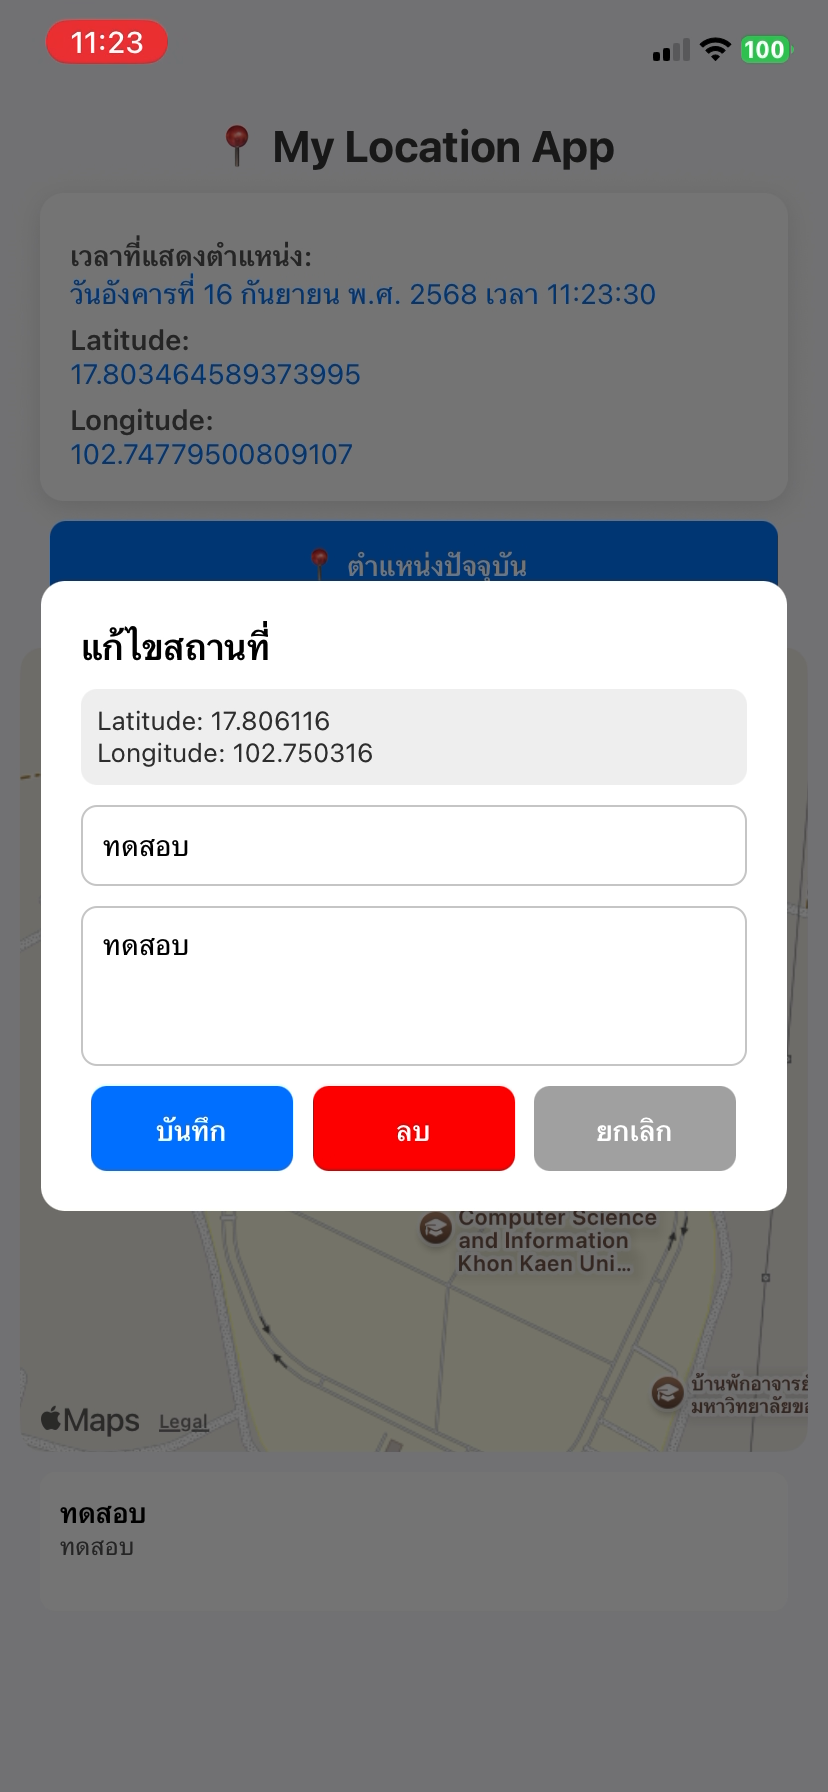 11:23
100
📍 My Location App
เวลาที่แสดงตำแหน่ง:
วันอังคารที่ 16 กันยายน พ.ศ. 2568 เวลา 11:23:30
Latitude:
17.803464589373995
Longitude:
102.74779500809107
📍 ตำแหน่งปัจจุบัน
แก้ไขสถานที่
Latitude: 17.806116
Longitude: 102.750316
ทดสอบ
ทดสอบ
บันทึก ลบ ยกเลิก
Computer Science
and Information
Khon Kaen Uni...
บ้านพักอาจารย์
มหาวิทยาลัยขอ
Maps Legal
ทดสอบ
ทดสอบ